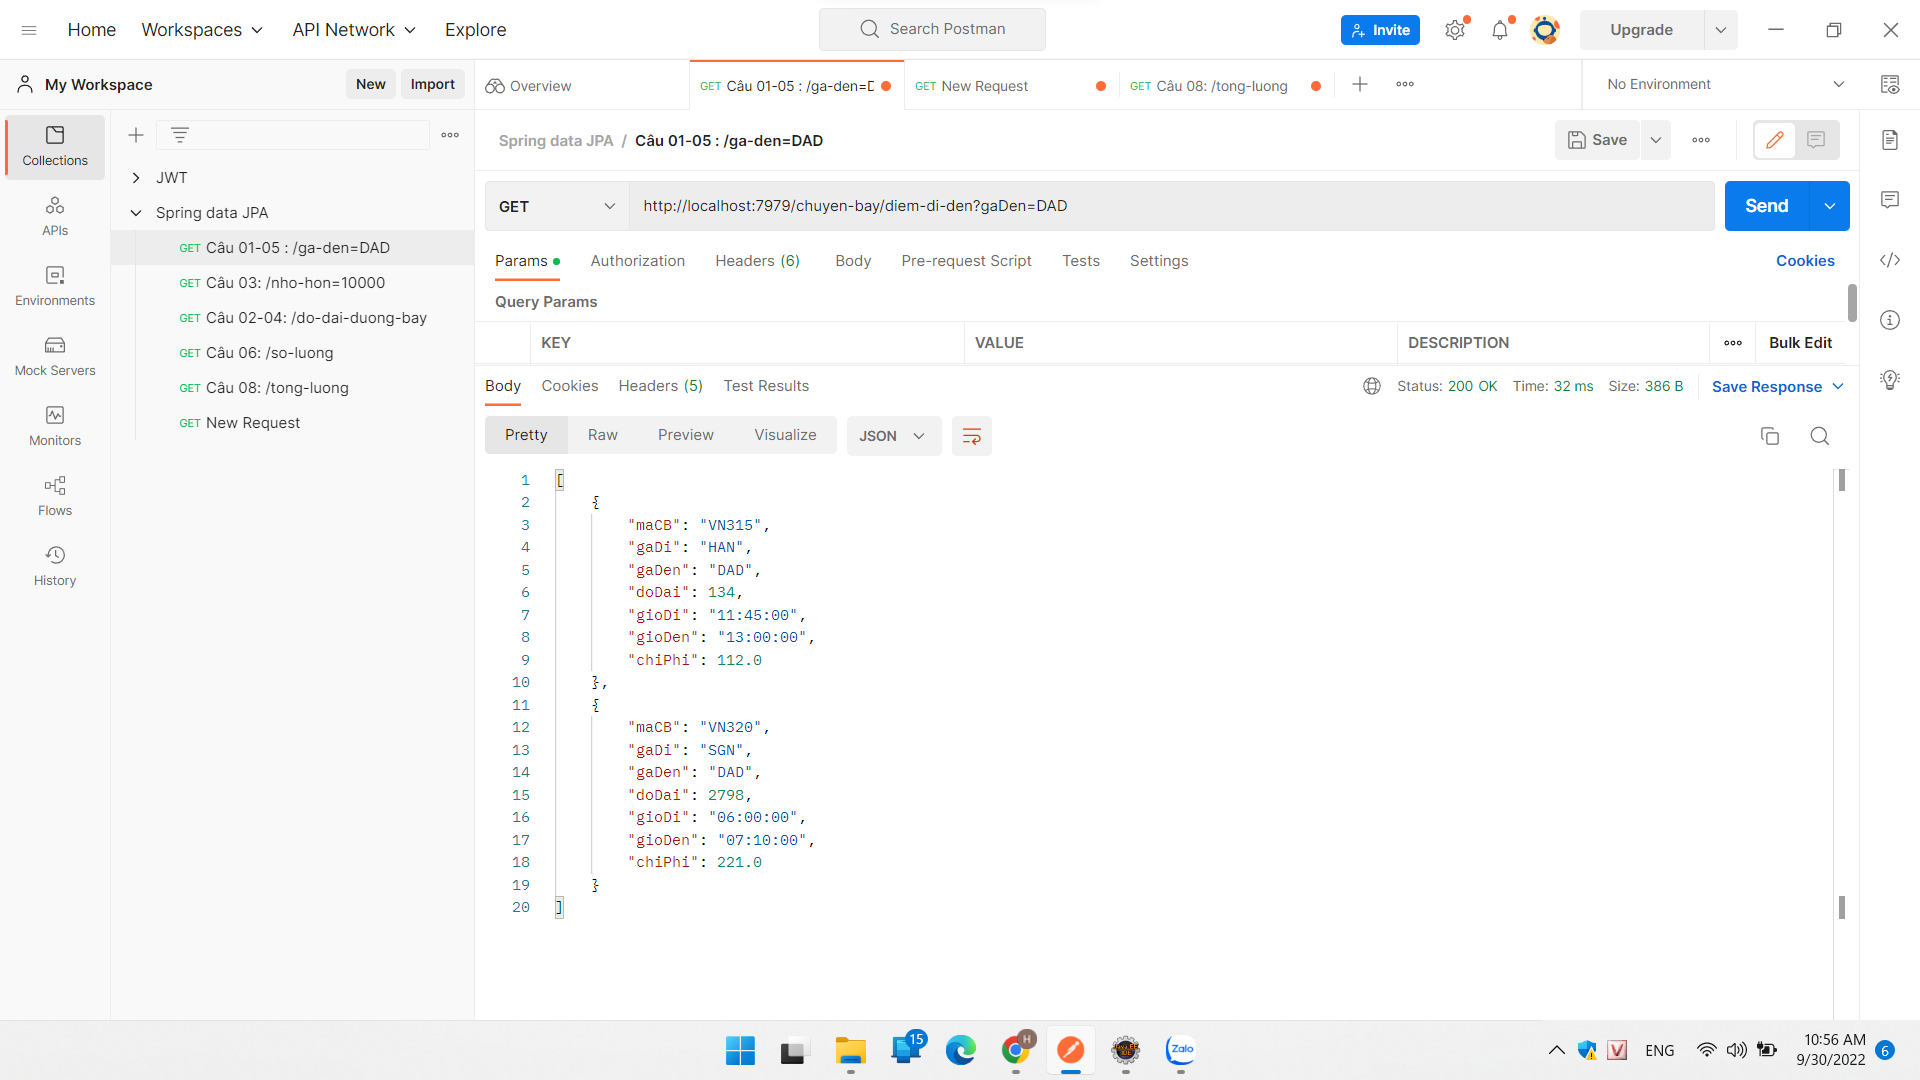 Home
Workspaces
API Network
Explore
Search Postman
Invite
Upgrade
My Workspace
New
Import
Overview
GET Câu 01-05 : /ga-den=D
GET New Request
GET Câu 08: /tong-luong
No Environment
Collections
APIs
Environments
Mock Servers
Monitors
Flows
History
JWT
Spring data JPA
GET Câu 01-05 : /ga-den=DAD
GET Câu 03: /nho-hon=10000
GET Câu 02-04: /do-dai-duong-bay
GET Câu 06: /so-luong
GET Câu 08: /tong-luong
GET New Request
Spring data JPA / Câu 01-05 : /ga-den=DAD
Save
GET
http://localhost:7979/chuyen-bay/diem-di-den?gaDen=DAD
Send
Params
Authorization
Headers (6)
Body
Pre-request Script
Tests
Settings
Cookies
Query Params
KEY
VALUE
DESCRIPTION
Bulk Edit
Body
Cookies
Headers (5)
Test Results
Status: 200 OK
Time: 32 ms
Size: 386 B
Save Response
Pretty
Raw
Preview
Visualize
JSON
1 [
2 {
3 "maCB": "VN315",
4 "gaDi": "HAN",
5 "gaDen": "DAD",
6 "doDai": 134,
7 "gioDi": "11:45:00",
8 "gioDen": "13:00:00",
9 "chiPhi": 112.0
10 },
11 {
12 "maCB": "VN320",
13 "gaDi": "SGN",
14 "gaDen": "DAD",
15 "doDai": 2798,
16 "gioDi": "06:00:00",
17 "gioDen": "07:10:00",
18 "chiPhi": 221.0
19 }
20 ]
15
H
Zalo
V
ENG
10:56 AM
9/30/2022
6